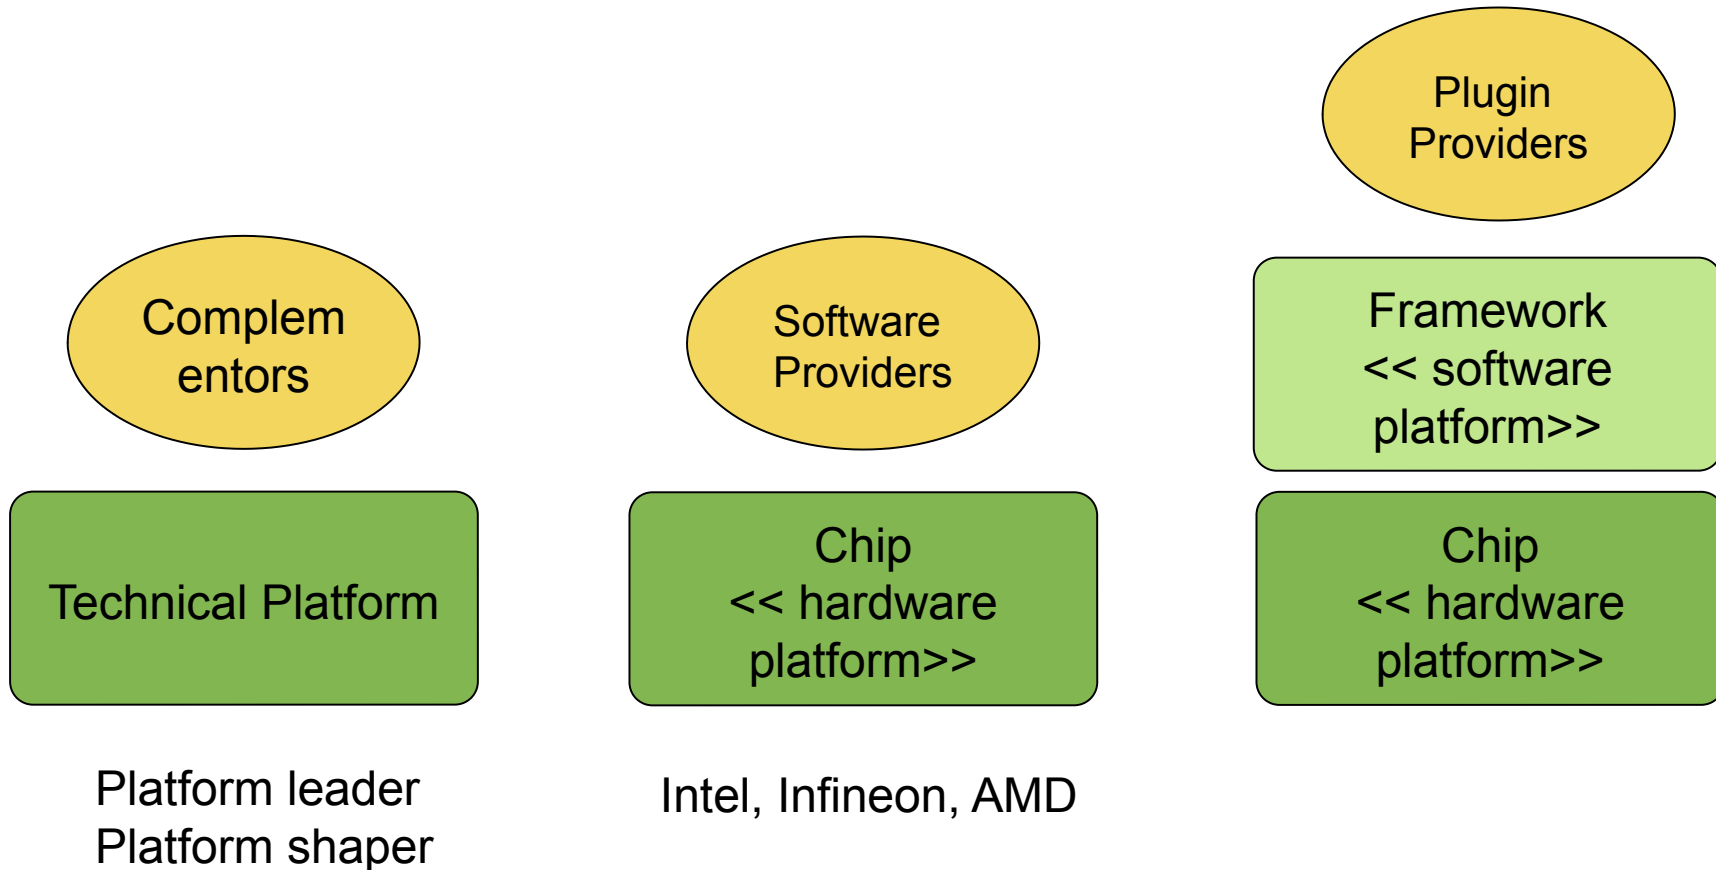 Complem
entors
Technical Platform
Platform leader
Platform shaper
Software
Providers
Chip
<< hardware
platform>>
Intel, Infineon, AMD
Plugin
Providers
Framework
<< software
platform>>
Chip
<< hardware
platform>>